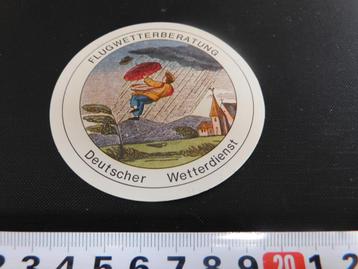 FLUGWETTERBERATUNG
Deutscher Wetterdienst
2 3 4 5 6 7 8 9 20 1 2